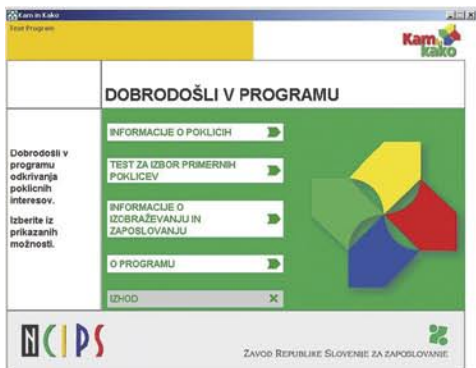 Kam in Kako
Test Program
Kam
kako
DOBRODOŠLI V PROGRAMU
Dobrodošli v
programu
odkrivanja
poklicnih
interesov.
Izberite iz
prikazanih
možnosti.
INFORMACIJE O POKLICIH
TEST ZA IZBOR PRIMERNIH
POKLICEV
INFORMACIJE O
IZOBRAŽEVANJU IN
ZAPOSLOVANJU
O PROGRAMU
IZHOD
NCIPS
ZAVOD REPUBLIKE SLOVENIJE ZA ZAPOSLOVANJE